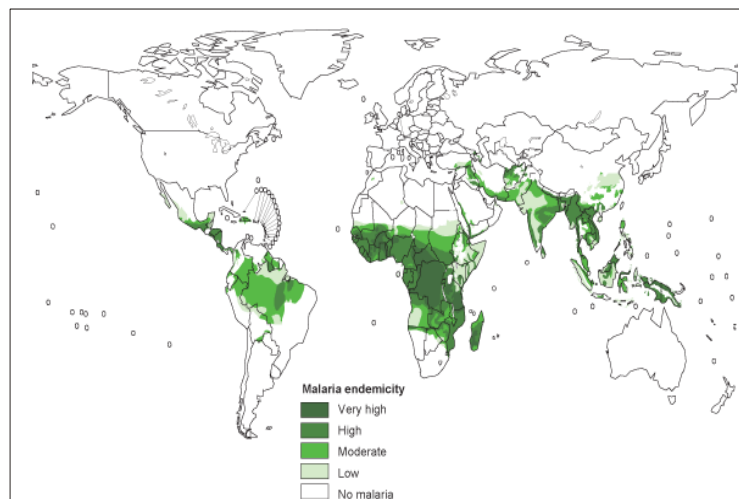 Malaria endemicity
Very high
High
Moderate
Low
No malaria